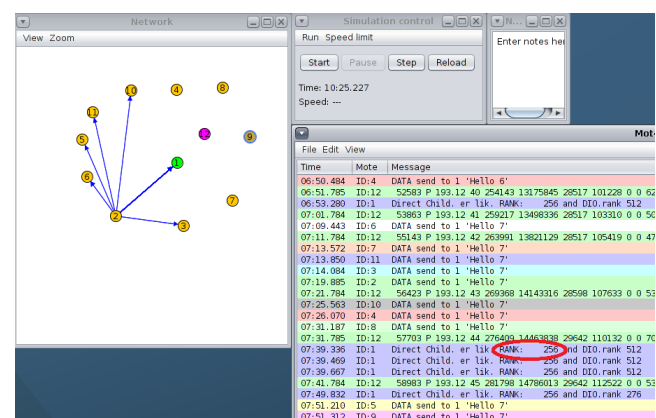 Network
View Zoom
10
4
8
11
5
12
9
1
6
7
2
3
Simulation control
Run Speed limit
Start Pause Step Reload
Time: 10:25.227
Speed: ---
N...
Enter notes her
Mot
File Edit View
Time Mote Message
06:50.484 ID:4 DATA send to 1 'Hello 6'
06:51.785 ID:12 52583 P 193.12 40 254143 13175845 28517 101228 0 0 62
06:53.280 ID:1 Direct Child. er lik. RANK: 256 and DIO.rank 512
07:01.784 ID:12 53863 P 193.12 41 259217 13498336 28517 103310 0 0 50
07:09.443 ID:6 DATA send to 1 'Hello 7'
07:11.784 ID:12 55143 P 193.12 42 263991 13821129 28517 105419 0 0 47
07:13.572 ID:7 DATA send to 1 'Hello 7'
07:13.850 ID:11 DATA send to 1 'Hello 7'
07:14.084 ID:3 DATA send to 1 'Hello 7'
07:19.885 ID:2 DATA send to 1 'Hello 7'
07:21.784 ID:12 56423 P 193.12 43 269368 14143316 28598 107633 0 0 53
07:25.563 ID:10 DATA send to 1 'Hello 7'
07:26.070 ID:4 DATA send to 1 'Hello 7'
07:31.187 ID:8 DATA send to 1 'Hello 7'
07:31.785 ID:12 57703 P 193.12 44 276409 14463838 29642 110132 0 0 70
07:39.336 ID:1 Direct Child. er lik. RANK: 256 and DIO.rank 512
07:39.469 ID:1 Direct Child. er lik. RANK: 256 and DIO.rank 512
07:39.667 ID:1 Direct Child. er lik. RANK: 256 and DIO.rank 512
07:41.784 ID:12 58983 P 193.12 45 281798 14786013 29642 112522 0 0 53
07:49.832 ID:1 Direct Child. er lik. RANK: 256 and DIO.rank 276
07:51.210 ID:5 DATA send to 1 'Hello 7'
07:51.312 ID:9 DATA send to 1 'Hello 7'